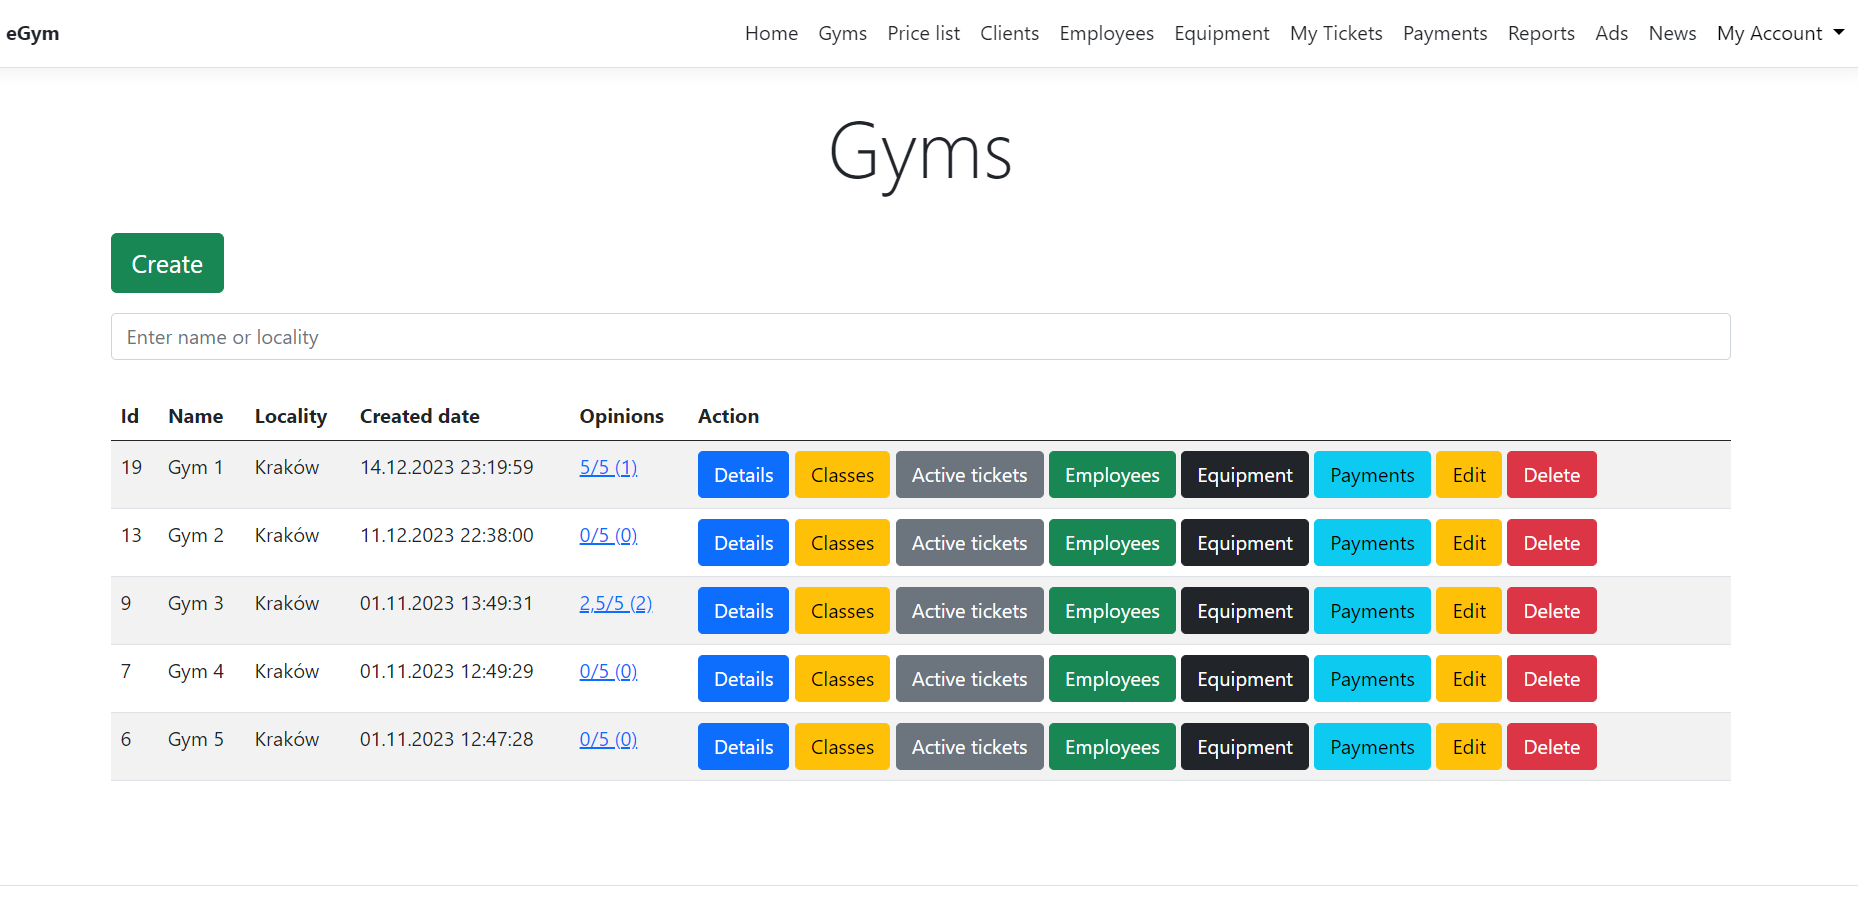 eGym Home Gyms Price list Clients Employees Equipment My Tickets Payments Reports Ads News My Account
Gyms
Create
Enter name or locality
Id Name Locality Created date Opinions Action
19 Gym 1 Kraków 14.12.2023 23:19:59 5/5 (1) Details Classes Active tickets Employees Equipment Payments Edit Delete
13 Gym 2 Kraków 11.12.2023 22:38:00 0/5 (0) Details Classes Active tickets Employees Equipment Payments Edit Delete
9 Gym 3 Kraków 01.11.2023 13:49:31 2,5/5 (2) Details Classes Active tickets Employees Equipment Payments Edit Delete
7 Gym 4 Kraków 01.11.2023 12:49:29 0/5 (0) Details Classes Active tickets Employees Equipment Payments Edit Delete
6 Gym 5 Kraków 01.11.2023 12:47:28 0/5 (0) Details Classes Active tickets Employees Equipment Payments Edit Delete